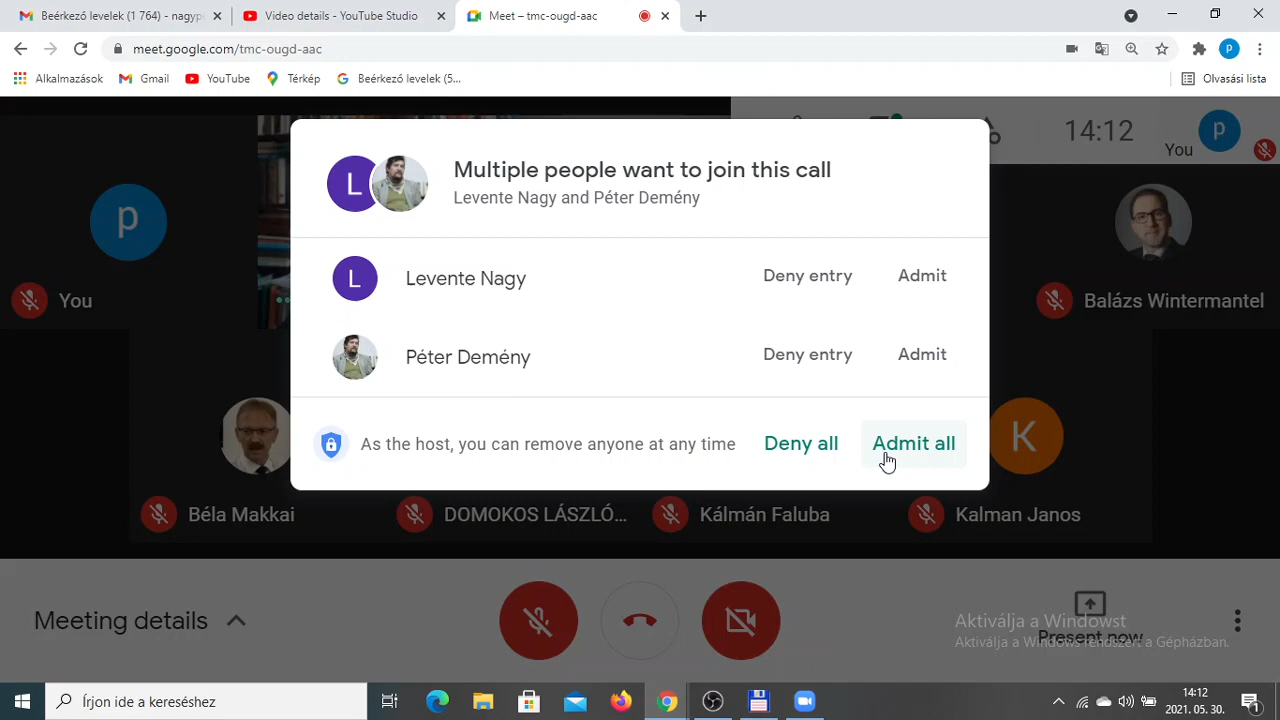 Beérkező levelek (1 764) - nagyp
Video details - YouTube Studio
Meet – tmc-ougd-aac
meet.google.com/tmc-ougd-aac
P
Alkalmazások
Gmail
YouTube
Térkép
Beérkező levelek (5...
Olvasási lista
14:12
You
p
L
Multiple people want to join this call
Levente Nagy and Péter Demény
p
You
L
Levente Nagy
Deny entry
Admit
Balázs Wintermantel
Péter Demény
Deny entry
Admit
As the host, you can remove anyone at any time
Deny all
Admit all
K
Béla Makkai
DOMOKOS LÁSZLÓ...
Kálmán Faluba
Kalman Janos
Meeting details
Present now
Aktiválja a Windowst
Aktiválja a Windows rendszert a Gépházban.
Írjon ide a kereséshez
14:12
2021. 05. 30.
1